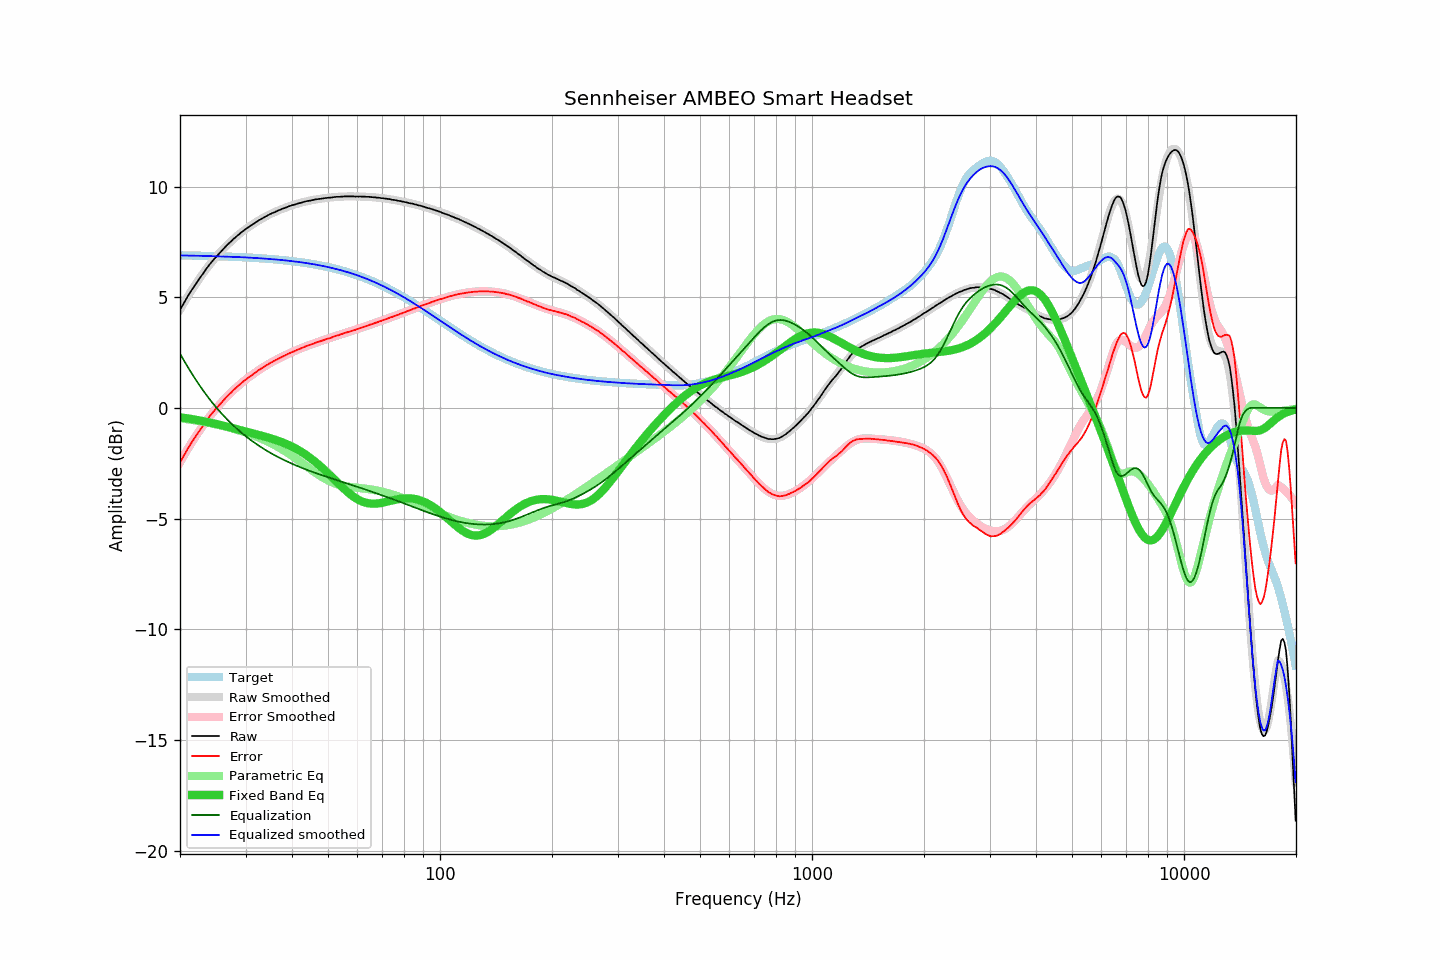 Sennheiser AMBEO Smart Headset
10
5
0
−5
−10
−15
−20
Amplitude (dBr)
Target
Raw Smoothed
Error Smoothed
Raw
Error
Parametric Eq
Fixed Band Eq
Equalization
Equalized smoothed
100 1000 10000
Frequency (Hz)